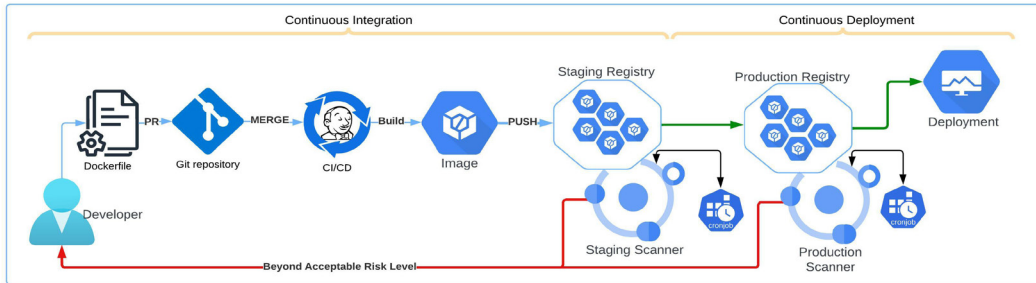 Continuous Integration
Continuous Deployment
Staging Registry
Production Registry
PR
MERGE
Build
PUSH
Dockerfile
Git repository
CI/CD
Image
Deployment
Developer
cronjob
cronjob
Staging Scanner
Production
Scanner
Beyond Acceptable Risk Level